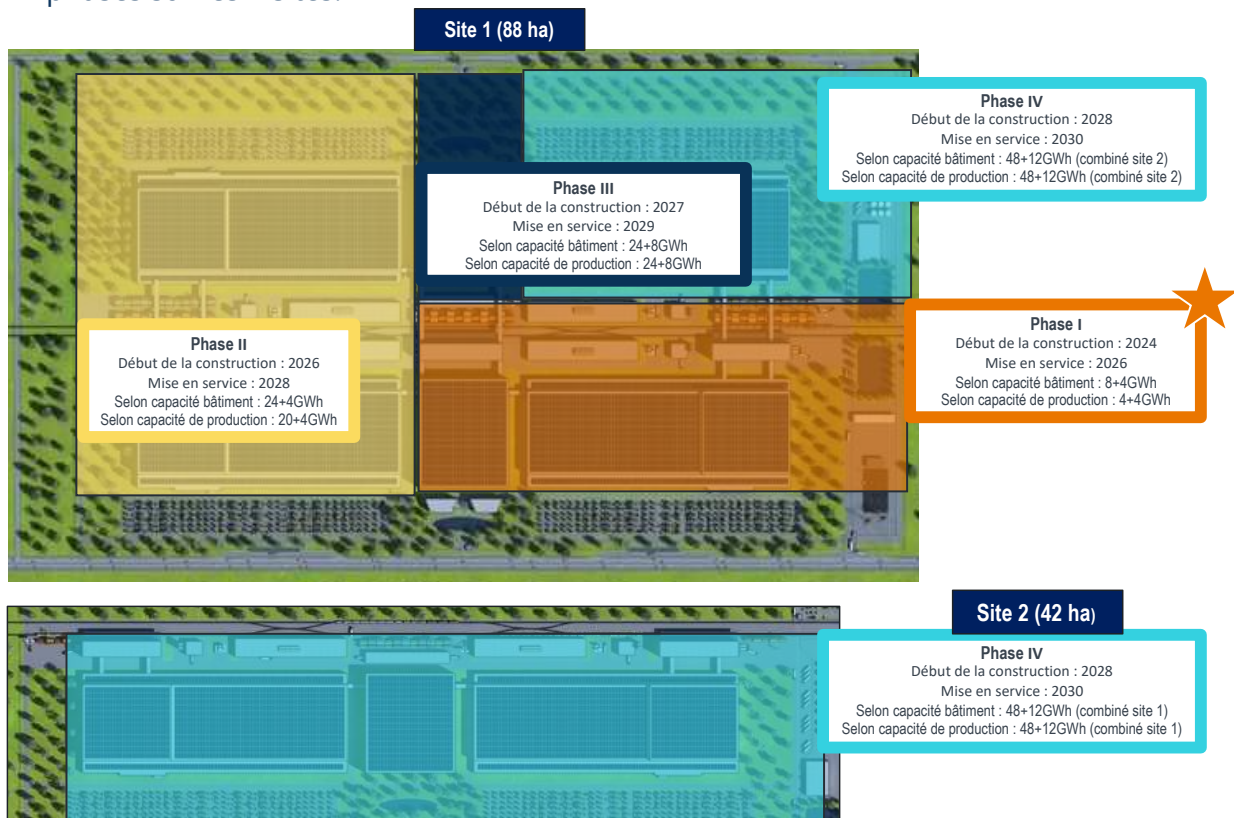 Site 1 (88 ha)
Phase IV
Début de la construction : 2028
Mise en service : 2030
Selon capacité bâtiment : 48+12GWh (combiné site 2)
Selon capacité de production : 48+12GWh (combiné site 2)
Phase III
Début de la construction : 2027
Mise en service : 2029
Selon capacité bâtiment : 24+8GWh
Selon capacité de production : 24+8GWh
Phase II
Début de la construction : 2026
Mise en service : 2028
Selon capacité bâtiment : 24+4GWh
Selon capacité de production : 20+4GWh
Phase I
Début de la construction : 2024
Mise en service : 2026
Selon capacité bâtiment : 8+4GWh
Selon capacité de production : 4+4GWh
Site 2 (42 ha)
Phase IV
Début de la construction : 2028
Mise en service : 2030
Selon capacité bâtiment : 48+12GWh (combiné site 1)
Selon capacité de production : 48+12GWh (combiné site 1)